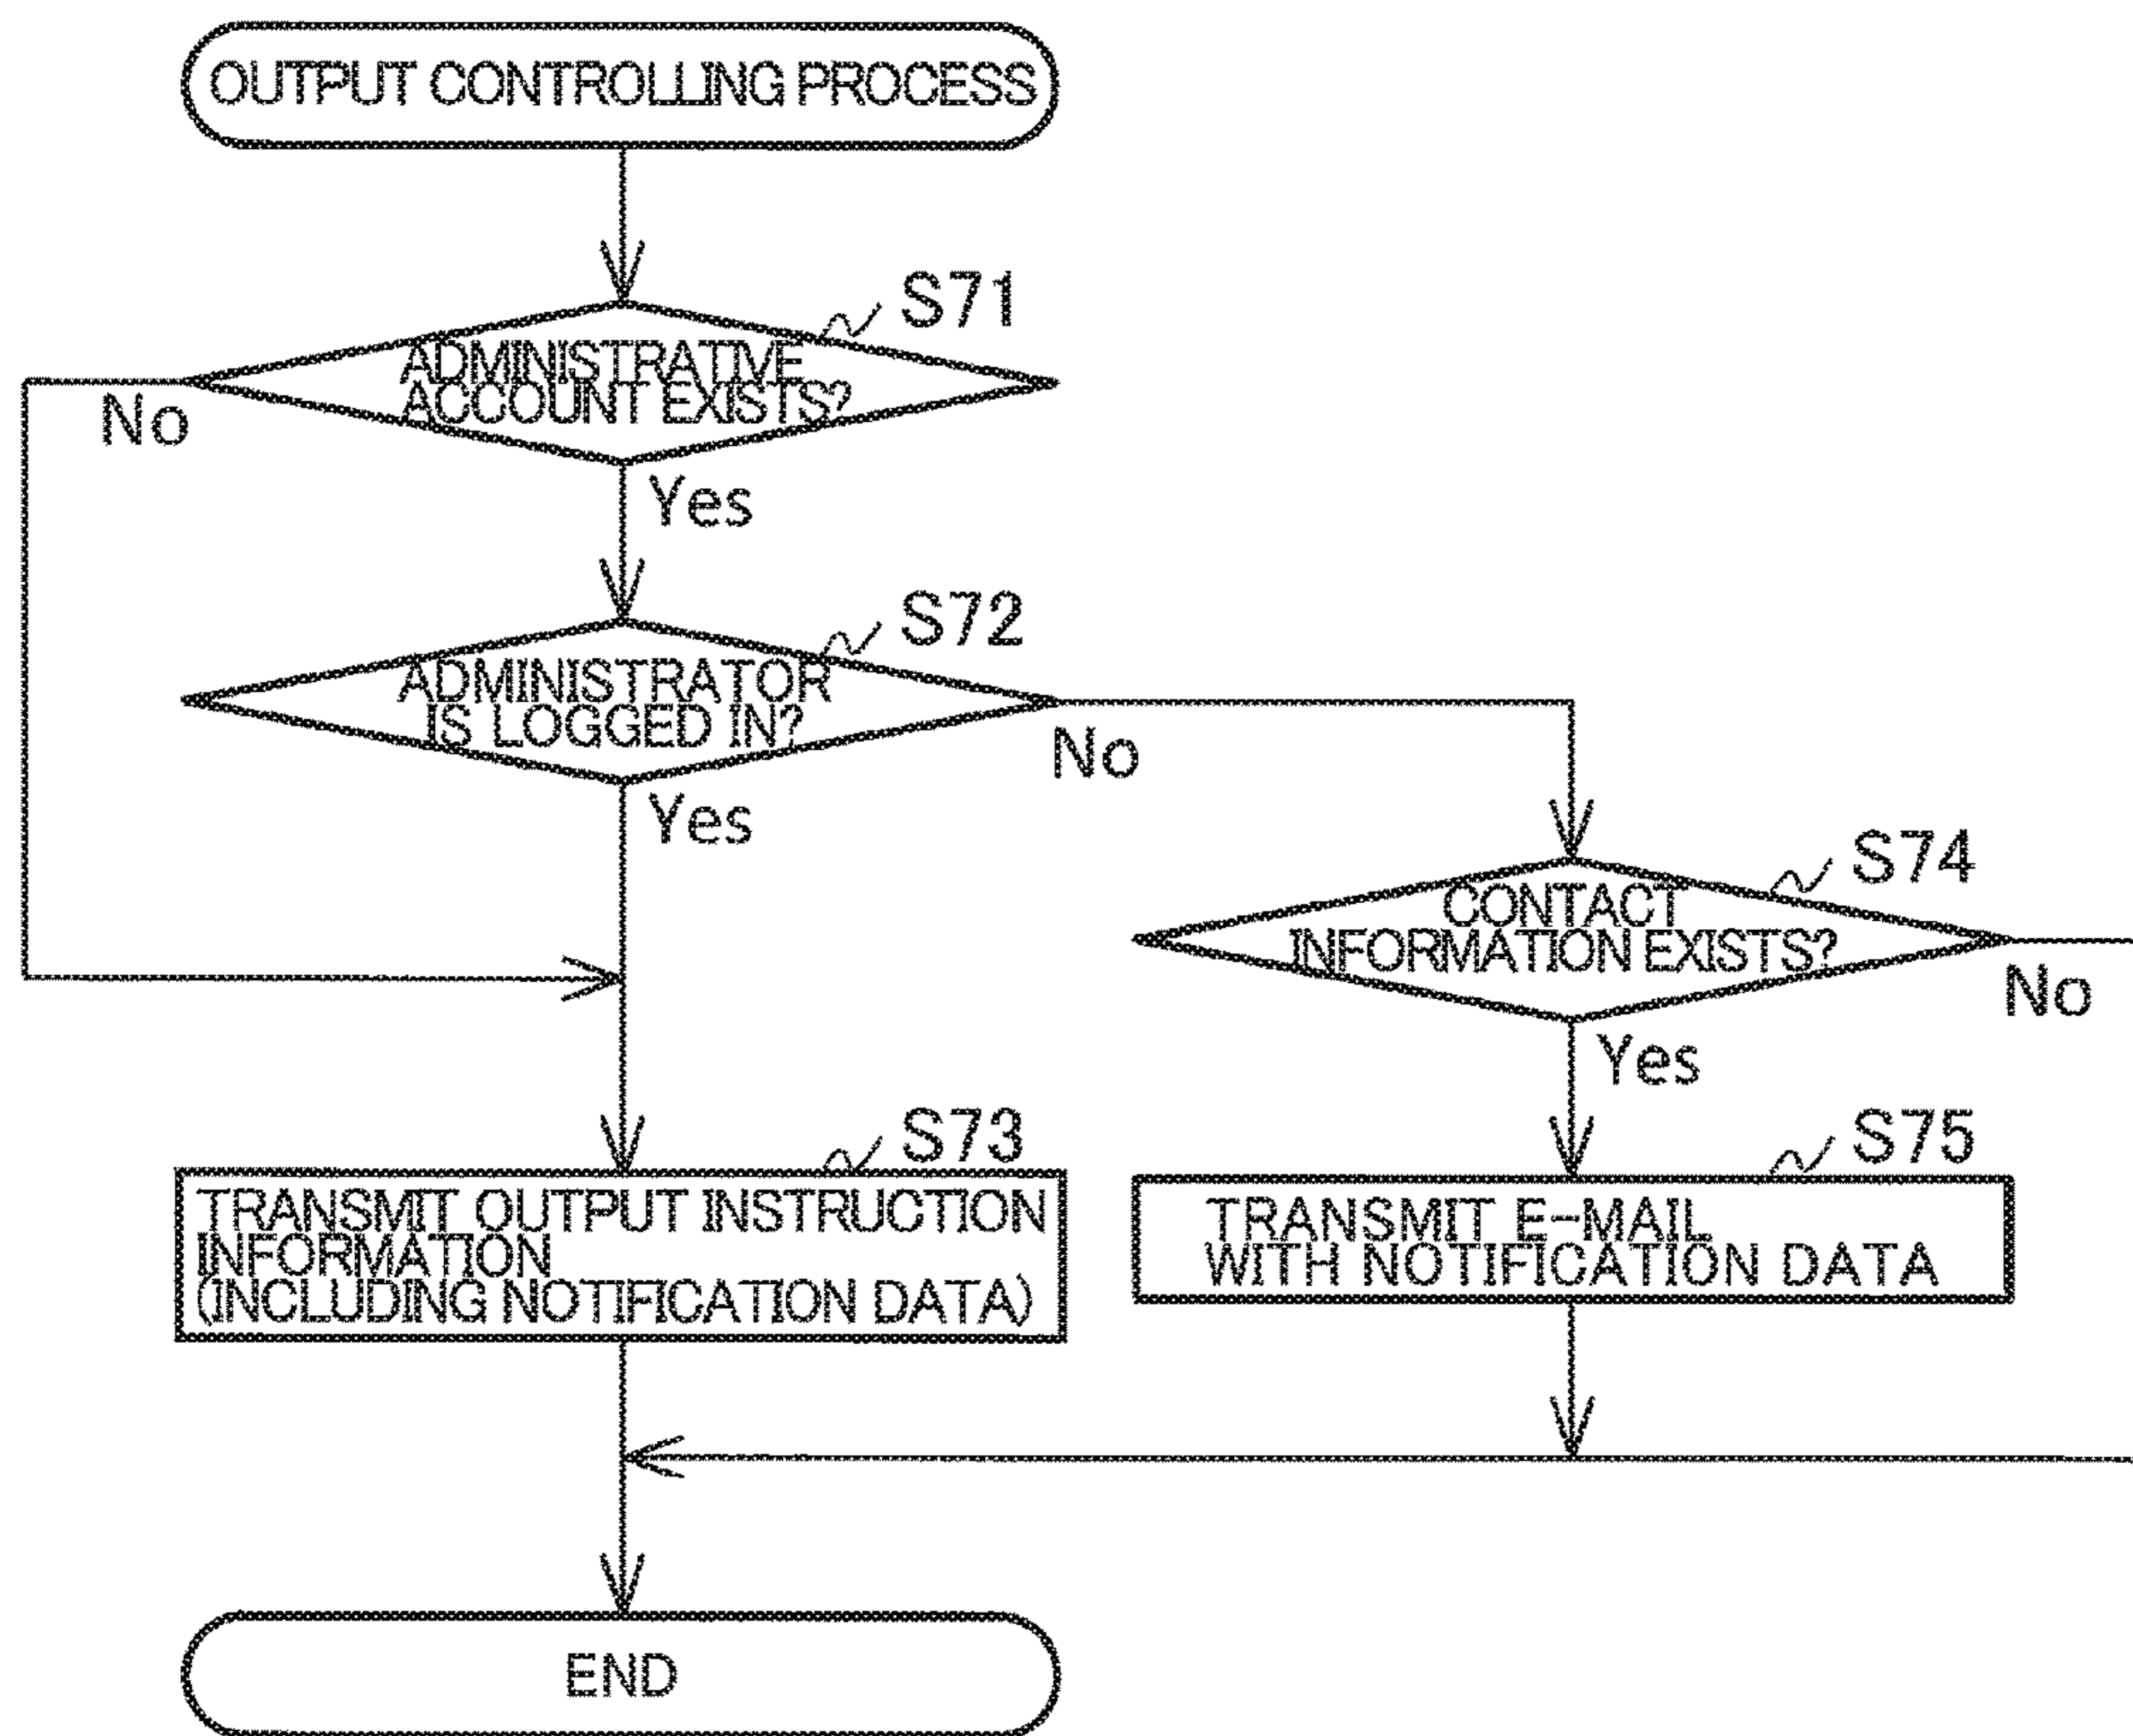 OUTPUT CONTROLLING PROCESS
S71
ADMINISTRATIVE
ACCOUNT EXISTS?
No
Yes
S72
ADMINISTRATOR
IS LOGGED IN?
No
Yes
S74
CONTACT
INFORMATION EXISTS?
No
Yes
S73
TRANSMIT OUTPUT INSTRUCTION
INFORMATION
(INCLUDING NOTIFICATION DATA)
S75
TRANSMIT E-MAIL
WITH NOTIFICATION DATA
END